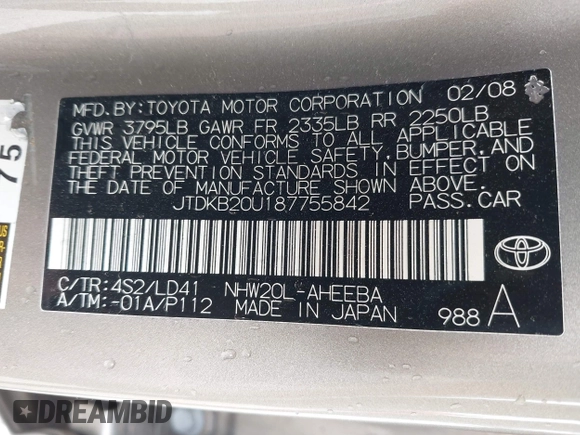 MFD.BY:TOYOTA MOTOR CORPORATION 02/08
GVWR 3795LB GAWR FR 2335LB RR 2250LB
THIS VEHICLE CONFORMS TO ALL APPLICABLE
FEDERAL MOTOR VEHICLE SAFETY,BUMPER,AND
THEFT PREVENTION STANDARDS IN EFFECT ON
THE DATE OF MANUFACTURE SHOWN ABOVE.
JTDKB20U187755842 PASS.CAR
C/TR:4S2/LD41 NHW20L-AHEEBA
A/TM:-01A/P112 MADE IN JAPAN 988 A
75
DREAMBID